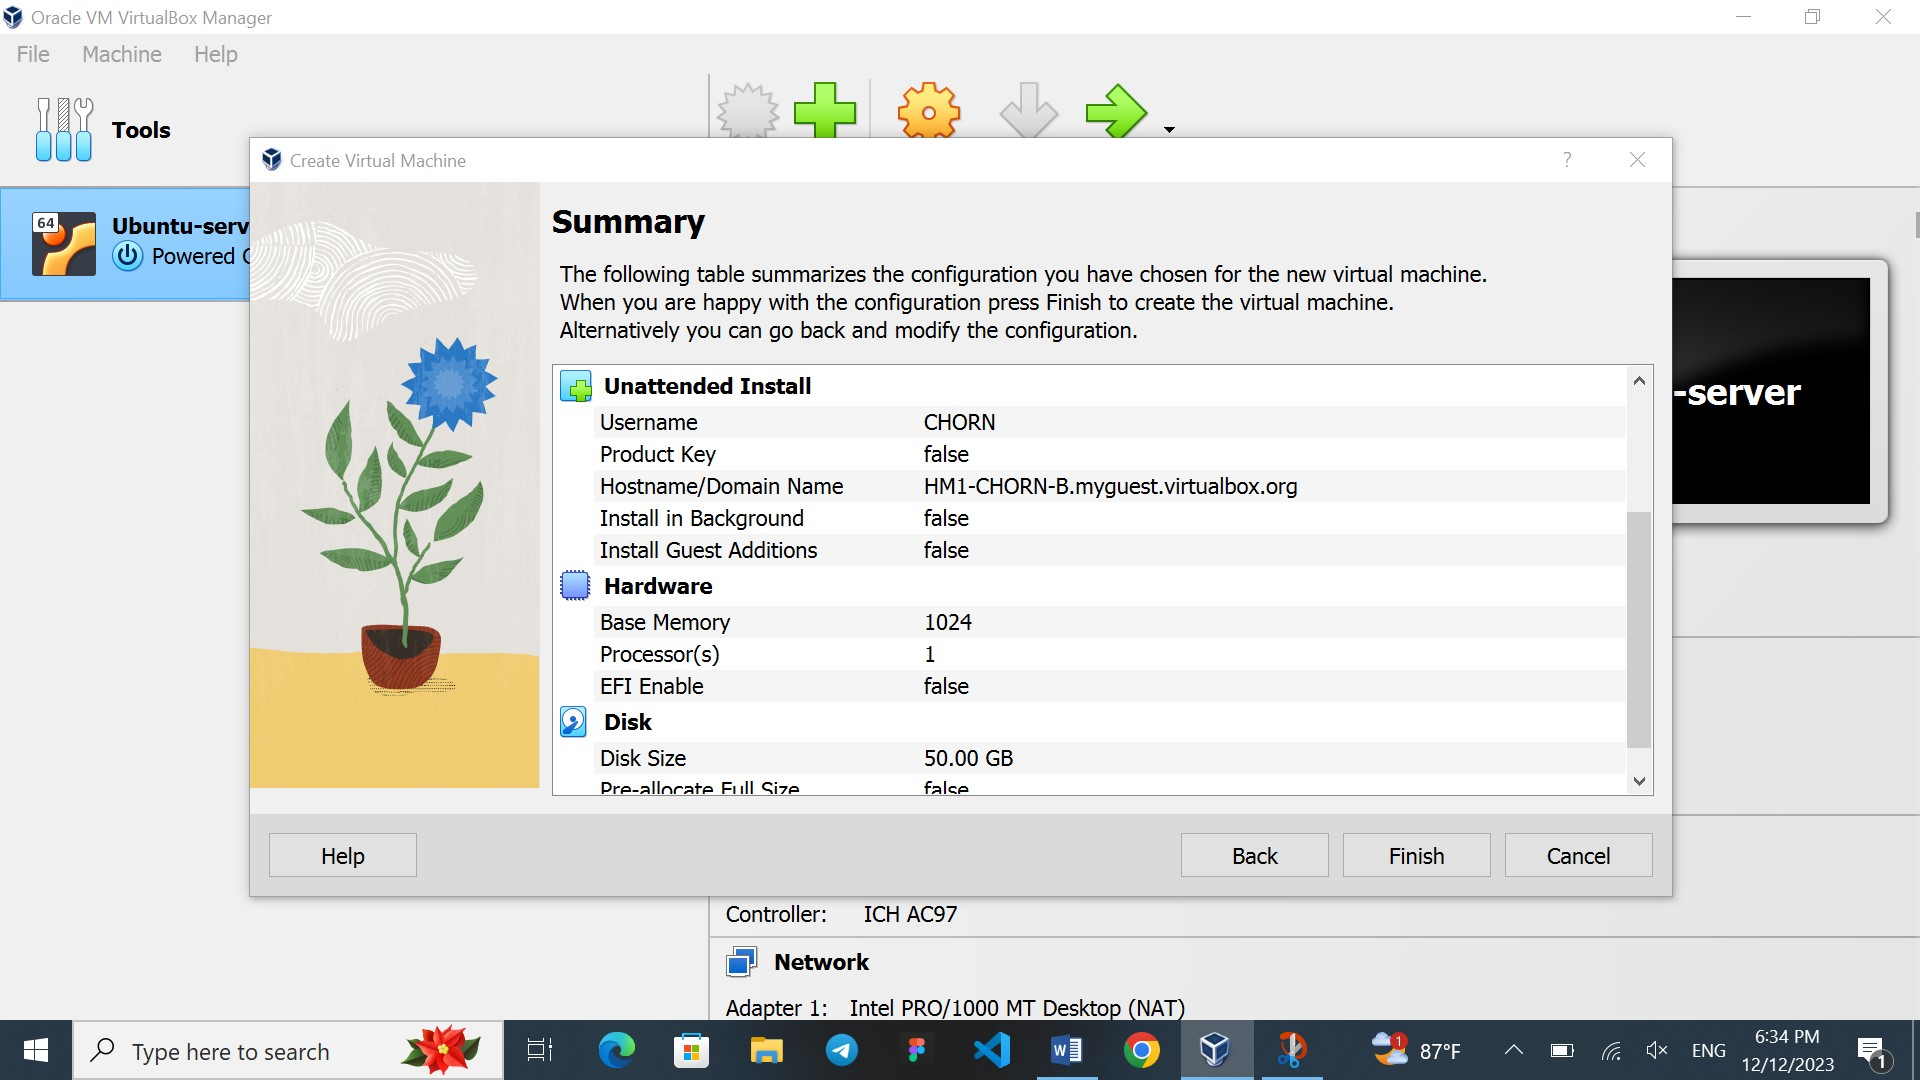 Oracle VM VirtualBox Manager
File Machine Help
Tools
64
Ubuntu-serv
Powered
Create Virtual Machine
?
Summary
The following table summarizes the configuration you have chosen for the new virtual machine.
When you are happy with the configuration press Finish to create the virtual machine.
Alternatively you can go back and modify the configuration.
Unattended Install
Username CHORN
Product Key false
Hostname/Domain Name HM1-CHORN-B.myguest.virtualbox.org
Install in Background false
Install Guest Additions false
Hardware
Base Memory 1024
Processor(s) 1
EFI Enable false
Disk
Disk Size 50.00 GB
Pre-allocate Full Size false
-server
Help Back Finish Cancel
Controller: ICH AC97
Network
Adapter 1: Intel PRO/1000 MT Desktop (NAT)
Type here to search
1
87°F
ENG
6:34 PM
12/12/2023
1